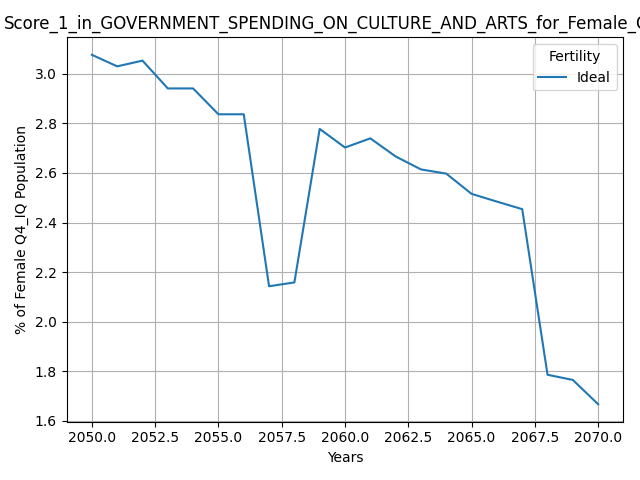 Score_1_in_GOVERNMENT_SPENDING_ON_CULTURE_AND_ARTS_for_Female_
Fertility
Ideal
% of Female Q4_IQ Population
3.0
2.8
2.6
2.4
2.2
2.0
1.8
1.6
2050.0 2052.5 2055.0 2057.5 2060.0 2062.5 2065.0 2067.5 2070.0
Years